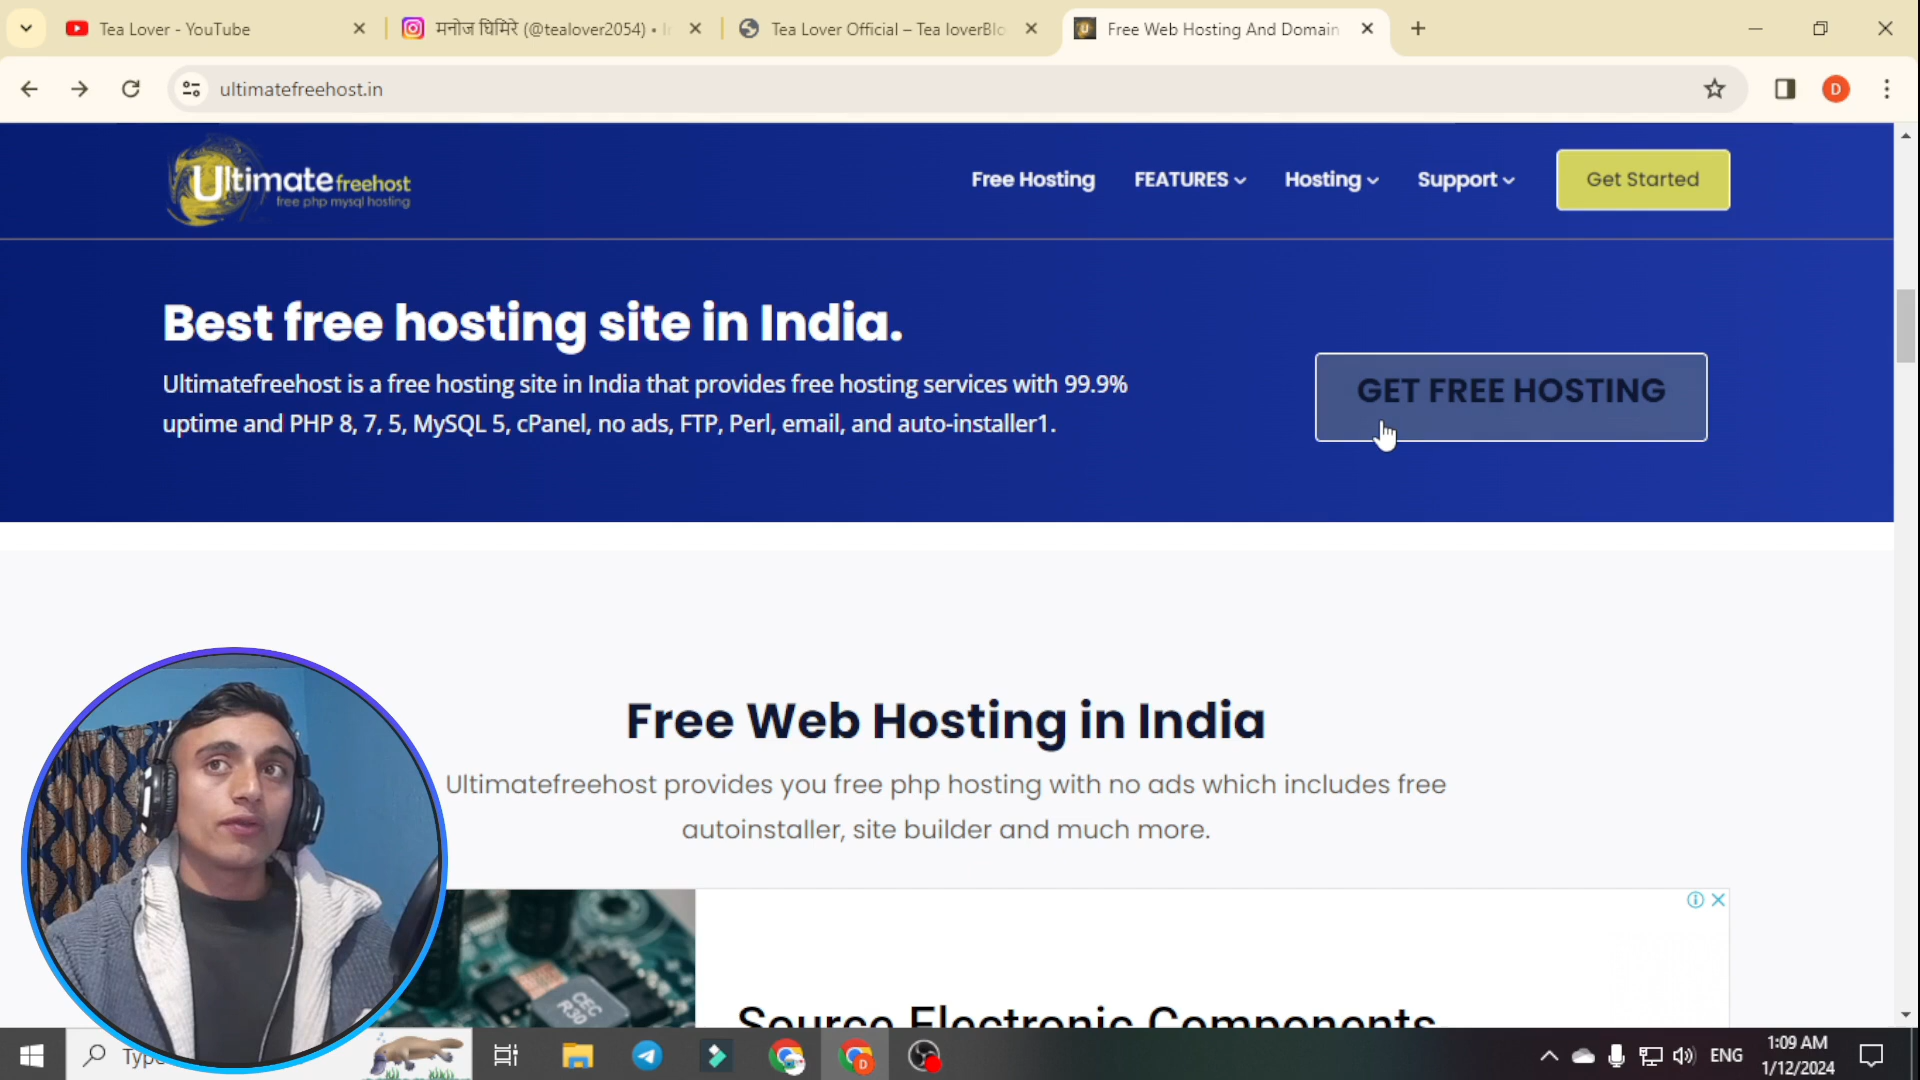 Tea Lover - YouTube
मनोज घिमिरे (@tealover2054) •
Tea Lover Official – Tea loverBlo
Free Web Hosting And Domain
ultimatefreehost.in
D
Ultimate freehost
free php mysql hosting
Free Hosting
FEATURES
Hosting
Support
Get Started
Best free hosting site in India.
Ultimatefreehost is a free hosting site in India that provides free hosting services with 99.9%
uptime and PHP 8, 7, 5, MySQL 5, cPanel, no ads, FTP, Perl, email, and auto-installer1.
GET FREE HOSTING
Free Web Hosting in India
Ultimatefreehost provides you free php hosting with no ads which includes free
autoinstaller, site builder and much more.
CEC
R30
Source Electronic Components
Type
D
ENG
1:09 AM
1/12/2024